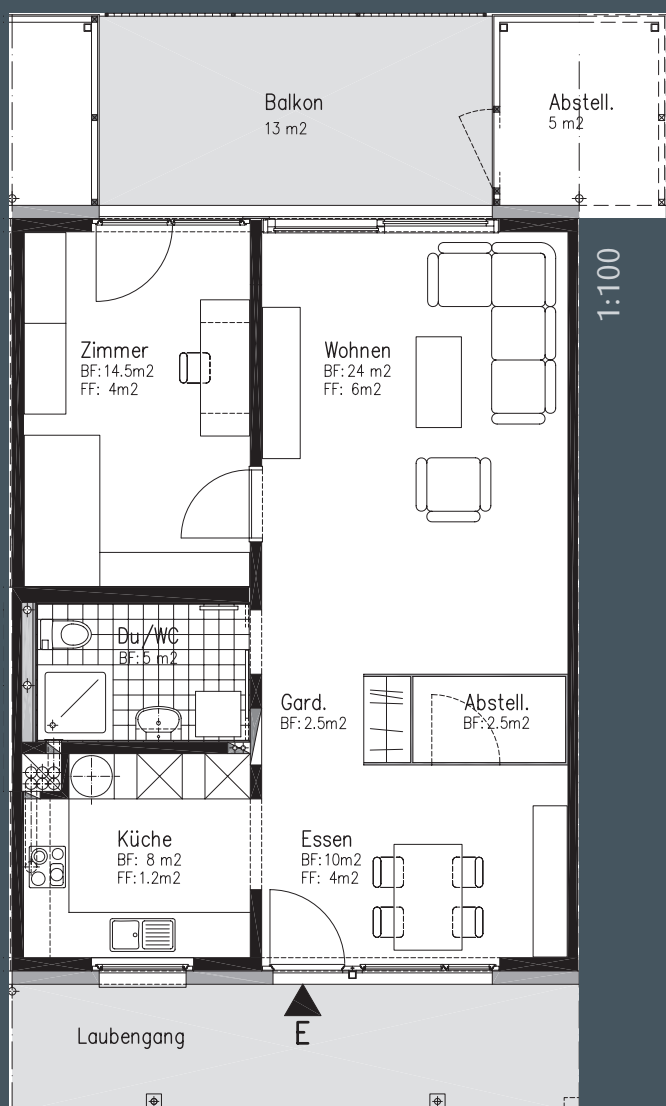 Balkon
13 m2
Abstell.
5 m2
1:100
Zimmer
BF:14.5m2
FF: 4m2
Wohnen
BF:24 m2
FF: 6m2
Du/WC
BF:5 m2
Gard.
BF:2.5m2
Abstell.
BF:2.5m2
Küche
BF: 8 m2
FF:1.2m2
Essen
BF:10m2
FF: 4m2
Laubengang
E